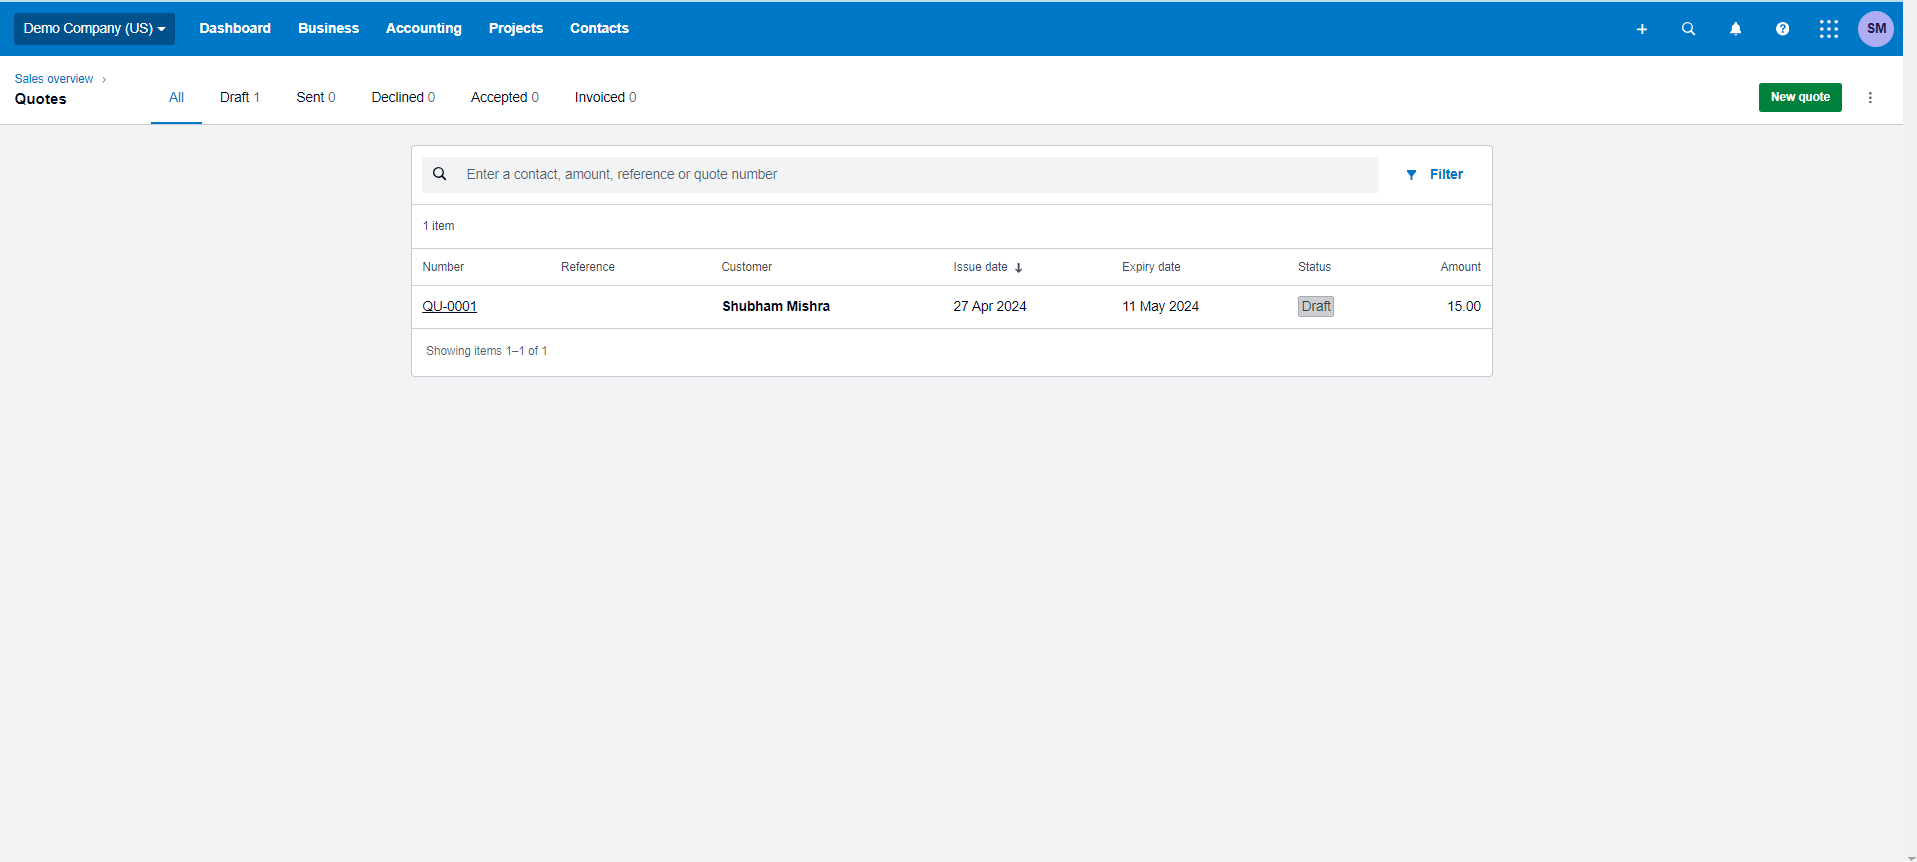 Demo Company (US) Dashboard Business Accounting Projects Contacts SM
Sales overview
Quotes All Draft 1 Sent 0 Declined 0 Accepted 0 Invoiced 0 New quote
Enter a contact, amount, reference or quote number Filter
1 item
Number Reference Customer Issue date Expiry date Status Amount
QU-0001 Shubham Mishra 27 Apr 2024 11 May 2024 Draft 15.00
Showing items 1–1 of 1